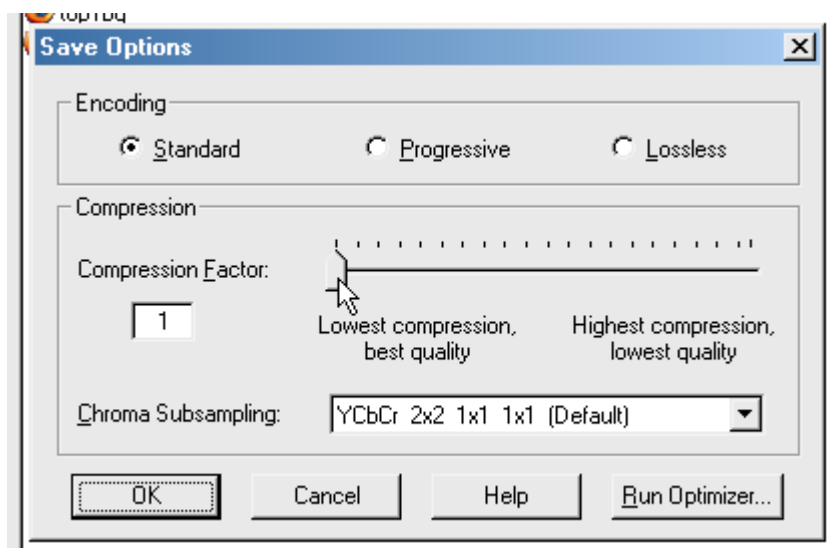 Save Options
Encoding
Standard Progressive Lossless
Compression
Compression Factor:
1
Lowest compression, Highest compression,
best quality lowest quality
Chroma Subsampling: YCbCr 2x2 1x1 1x1 (Default)
OK Cancel Help Run Optimizer...